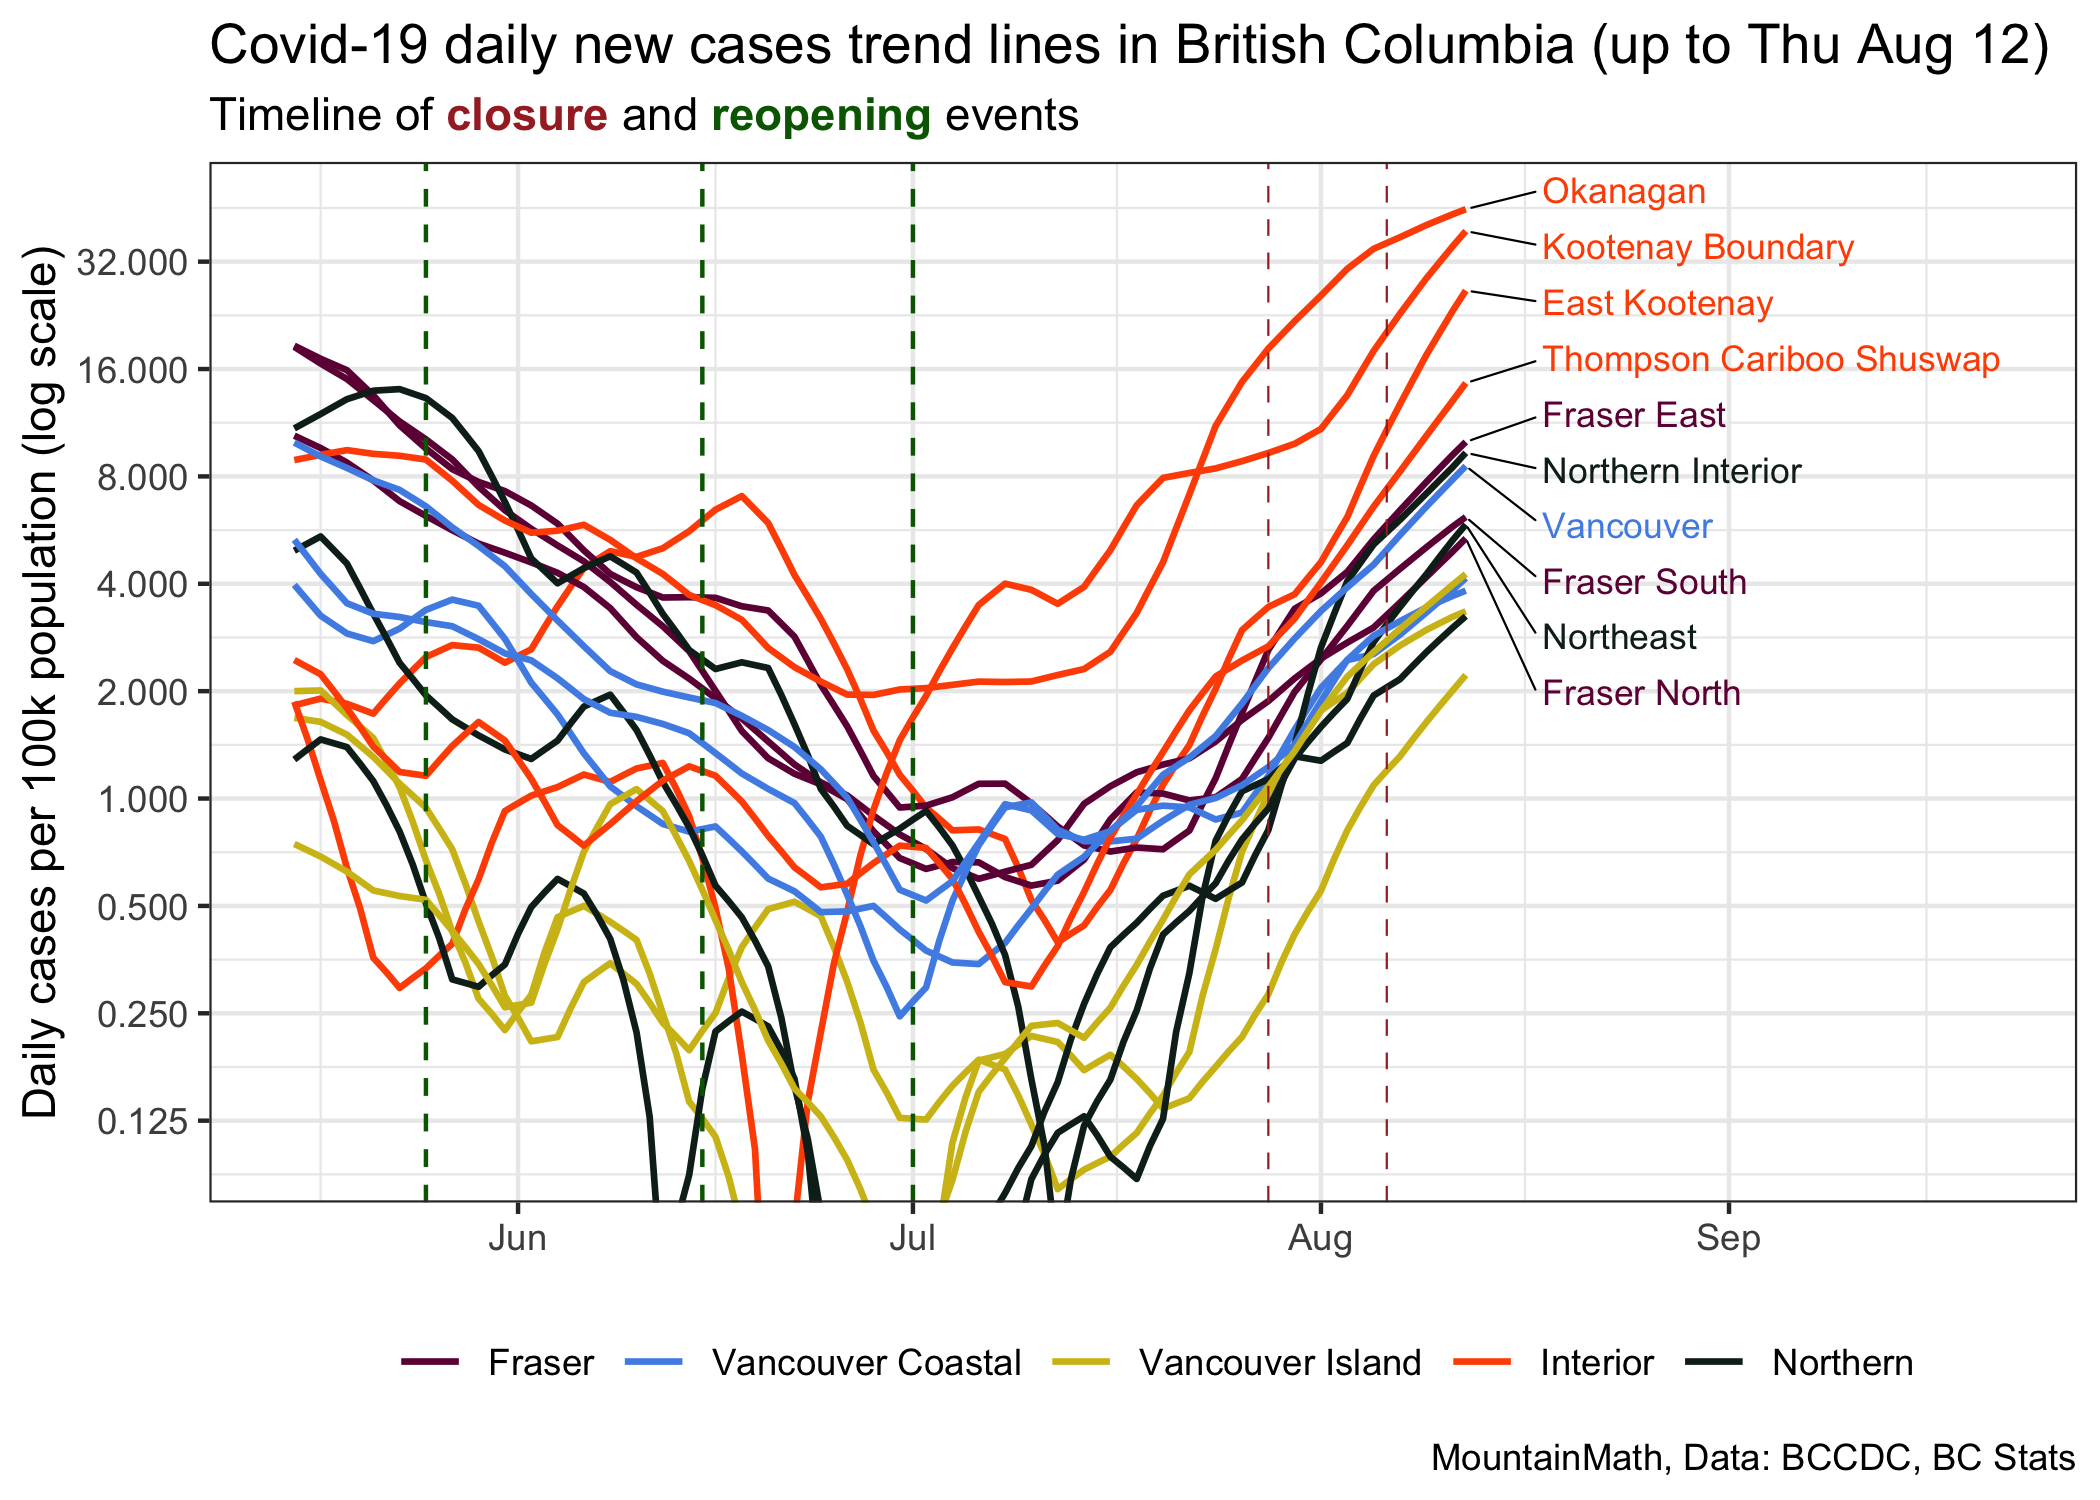 Covid-19 daily new cases trend lines in British Columbia (up to Thu Aug 12)
Timeline of closure and reopening events
Daily cases per 100k population (log scale)
32.000
16.000
8.000
4.000
2.000
1.000
0.500
0.250
0.125
Okanagan
Kootenay Boundary
East Kootenay
Thompson Cariboo Shuswap
Fraser East
Northern Interior
Vancouver
Fraser South
Northeast
Fraser North
Jun Jul Aug Sep
Fraser Vancouver Coastal Vancouver Island Interior Northern
MountainMath, Data: BCCDC, BC Stats